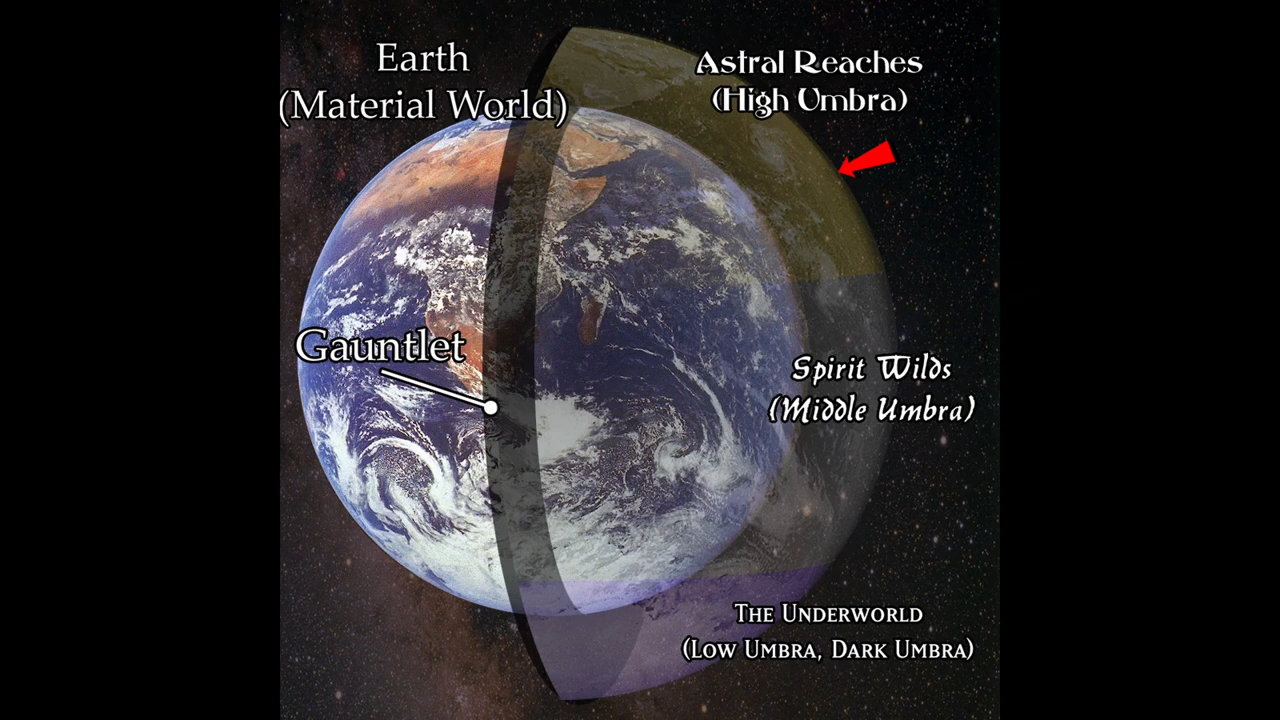 Earth
(Material World)
Astral Reaches
(High Umbra)
Gauntlet
Spirit Wilds
(Middle Umbra)
The Underworld
(Low Umbra, Dark Umbra)